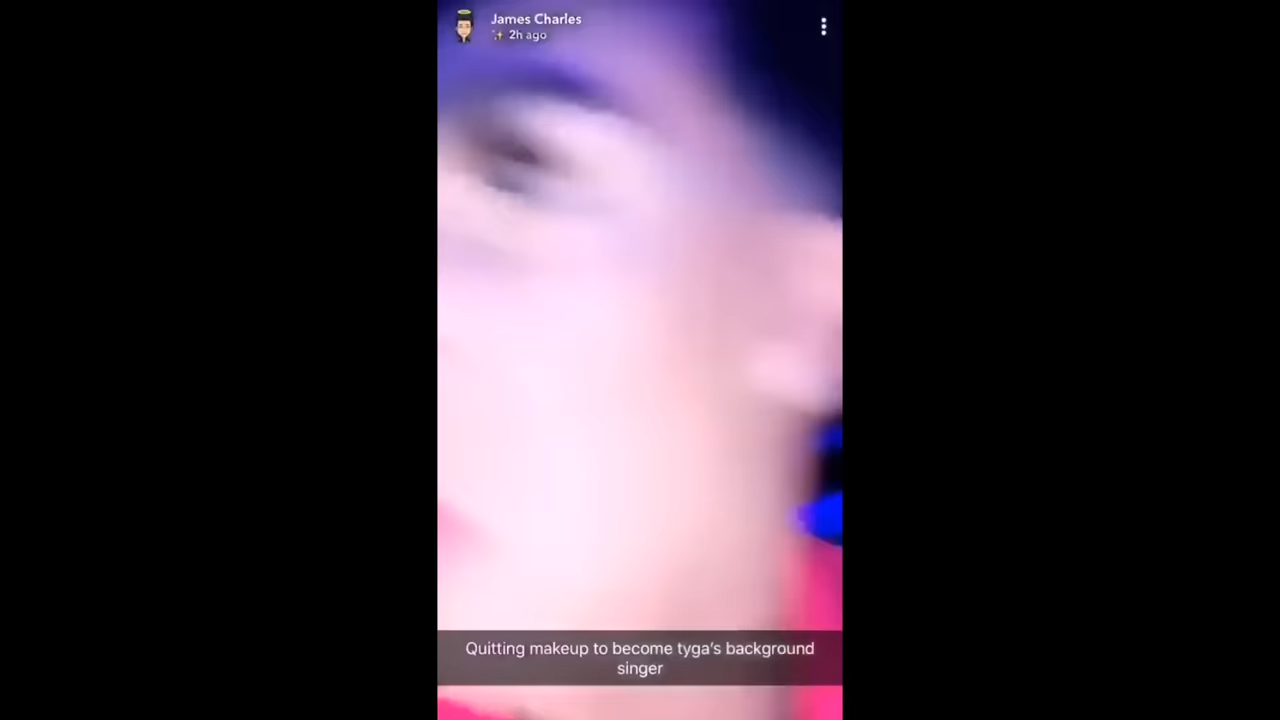 James Charles
✨ 2h ago
Quitting makeup to become tyga's background
singer